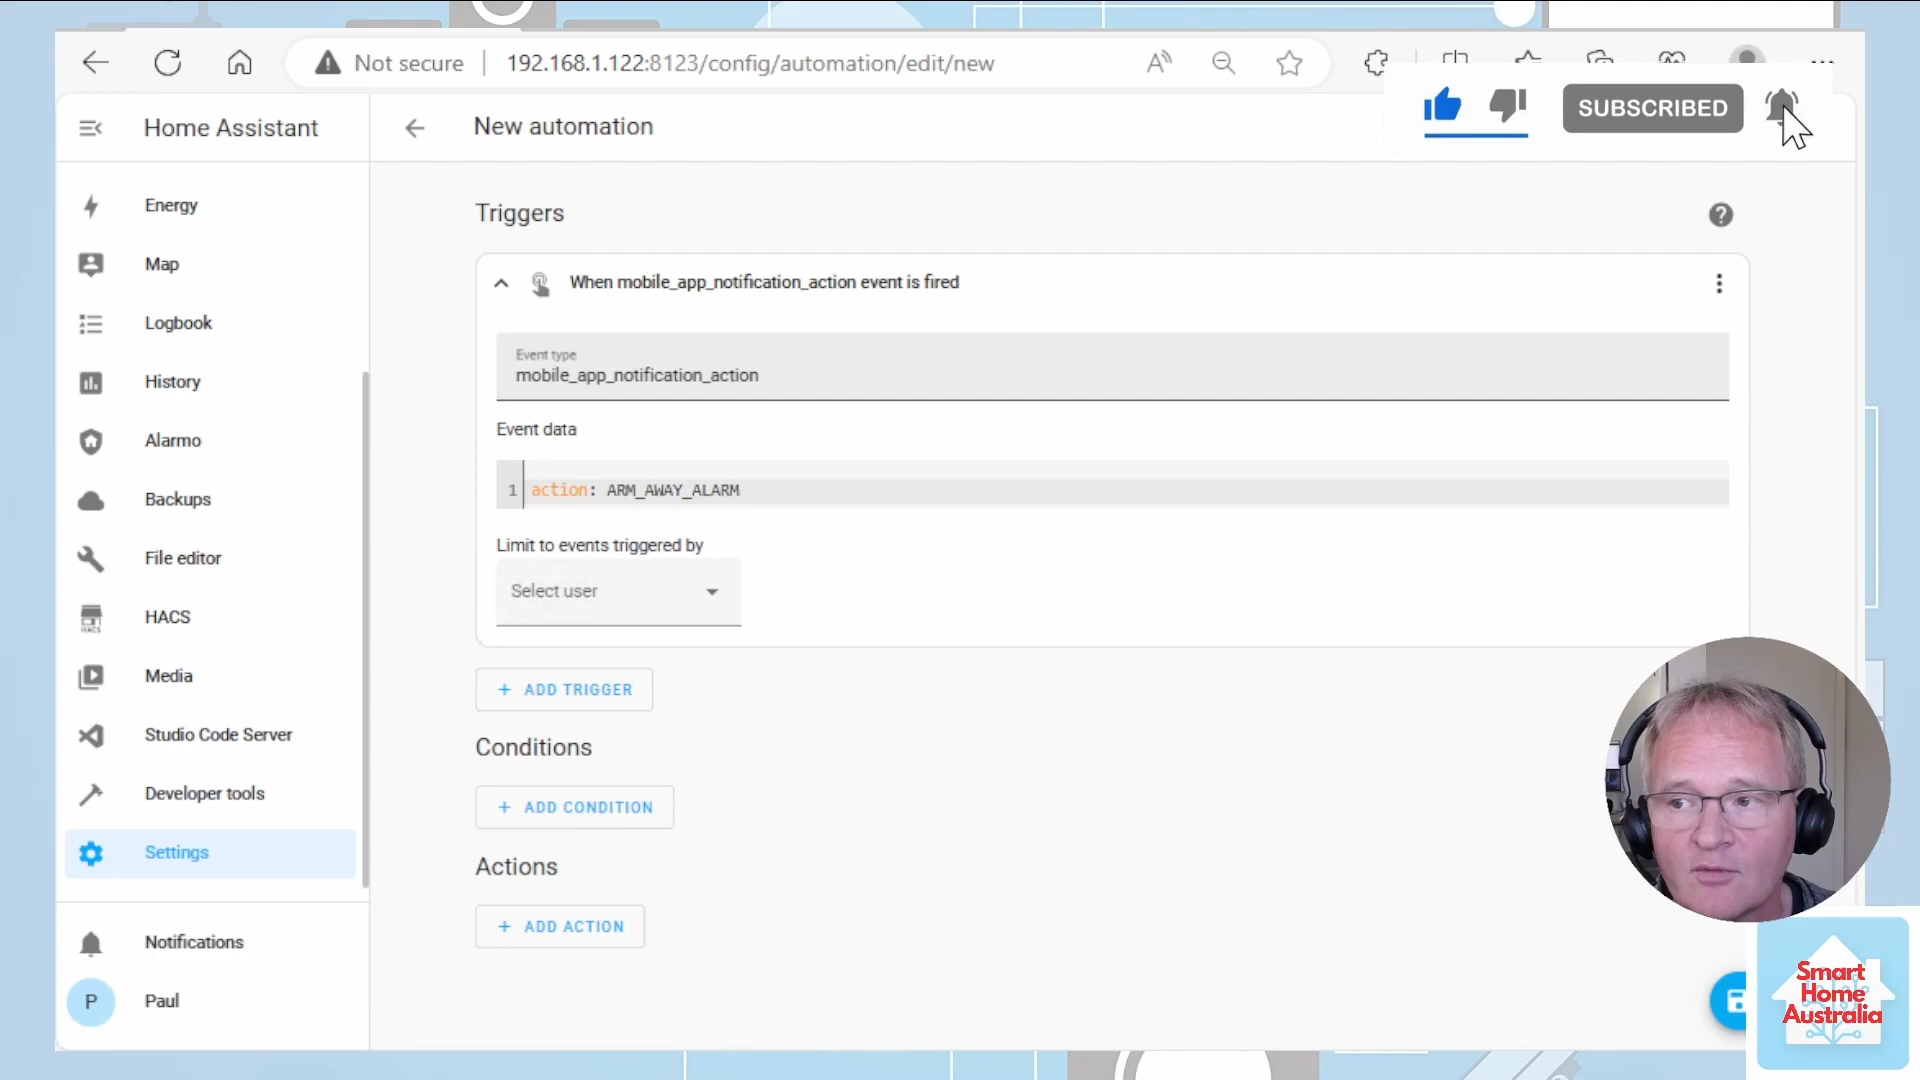 Not secure
192.168.1.122:8123/config/automation/edit/new
SUBSCRIBED
Home Assistant
New automation
Energy
Map
Logbook
History
Alarmo
Backups
File editor
HACS
HACS
Media
Studio Code Server
Developer tools
Settings
Notifications
P
Paul
Triggers
When mobile_app_notification_action event is fired
Event type
mobile_app_notification_action
Event data
1 action: ARM_AWAY_ALARM
Limit to events triggered by
Select user
+ ADD TRIGGER
Conditions
+ ADD CONDITION
Actions
+ ADD ACTION
Smart
Home
Australia